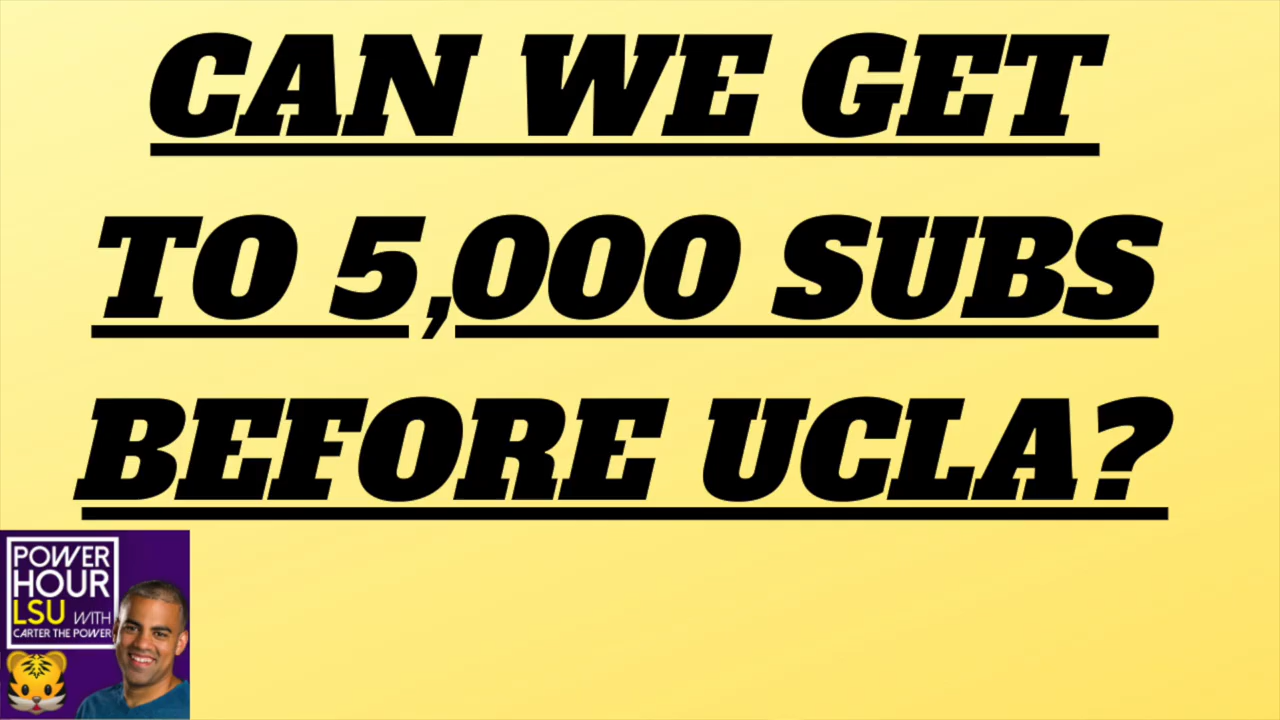 CAN WE GET
TO 5,000 SUBS
BEFORE UCLA?
POWER
HOUR
LSU WITH
CARTER THE POWER